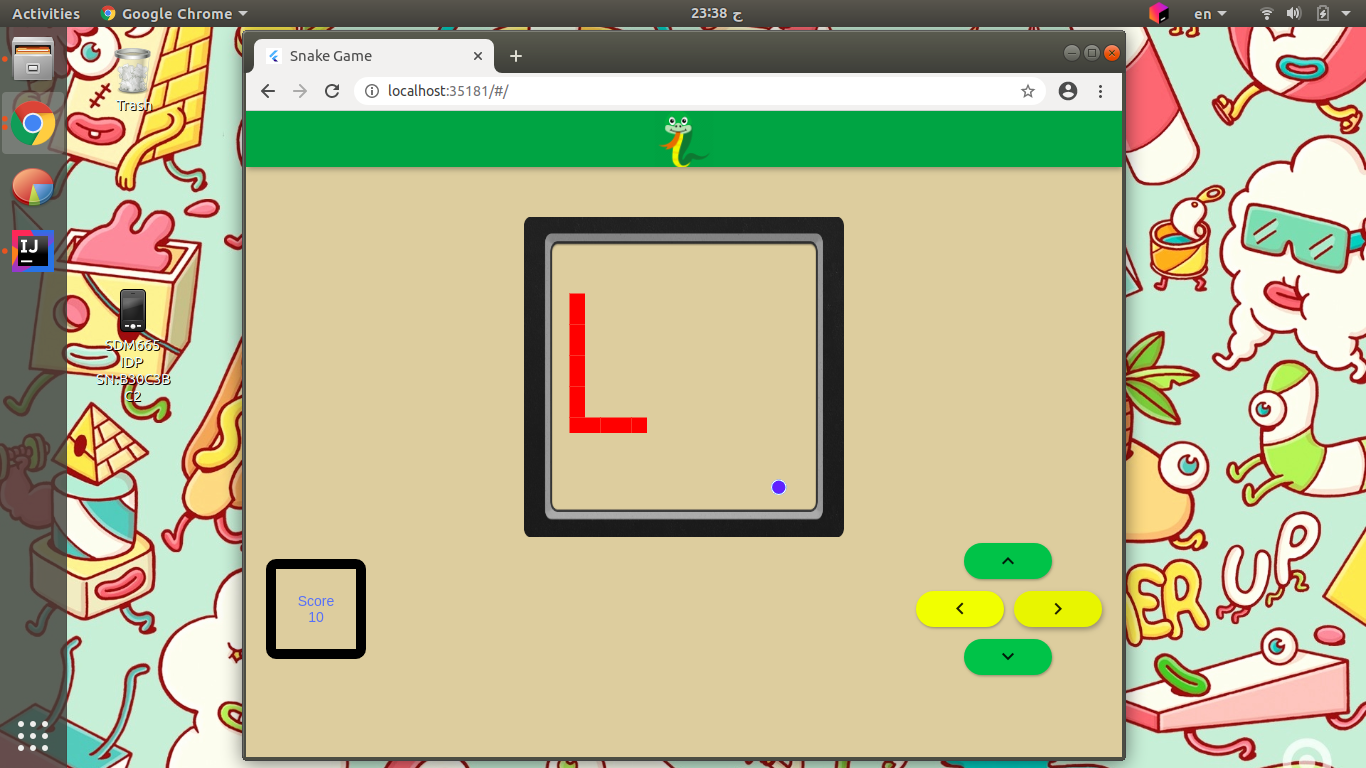 Activities
Google Chrome
23:38 ج
en
Snake Game
localhost:35181/#/
Trash
IJ
SDM665
IDP
SN:B30C3B
C2
Score
10
ER UP